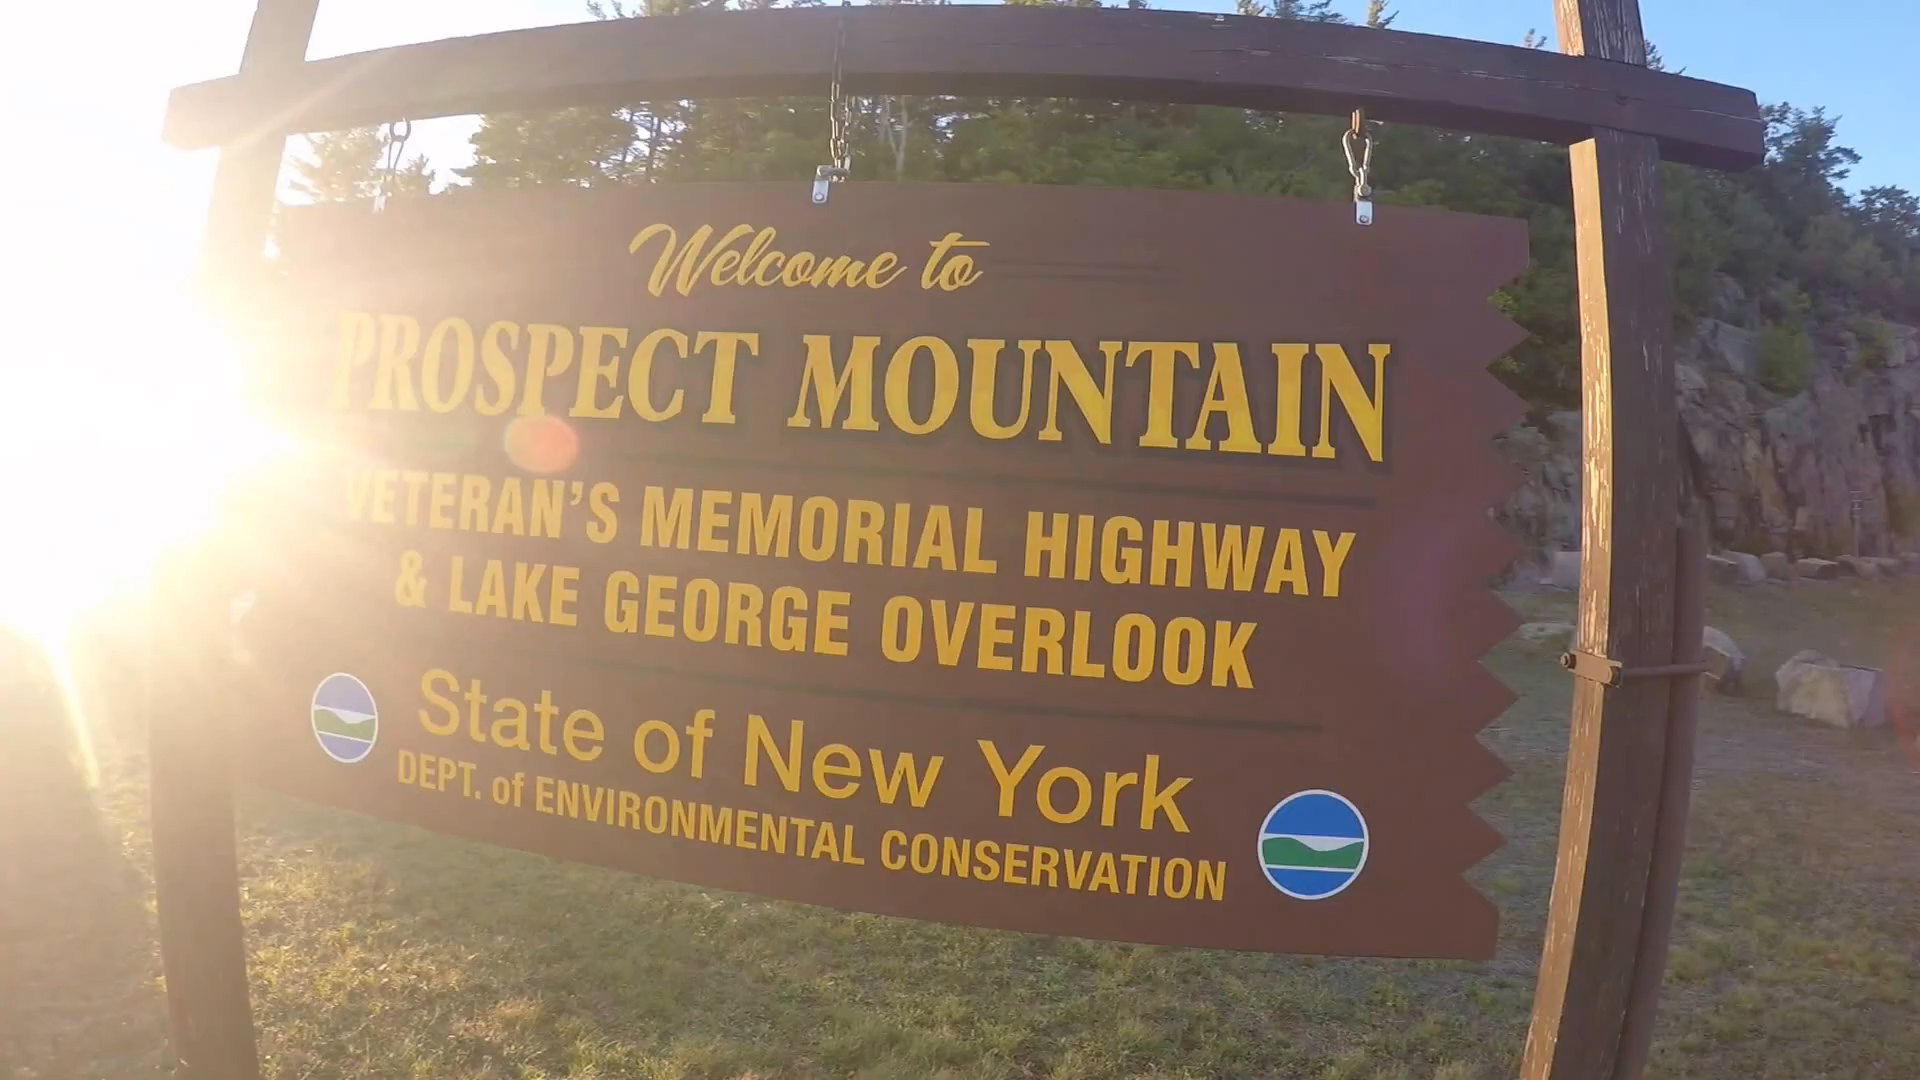 Welcome to
PROSPECT MOUNTAIN
VETERAN'S MEMORIAL HIGHWAY
& LAKE GEORGE OVERLOOK
State of New York
DEPT. of ENVIRONMENTAL CONSERVATION